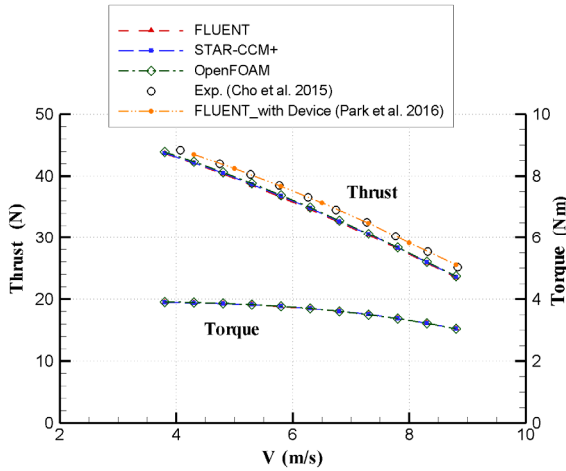 FLUENT
STAR-CCM+
OpenFOAM
Exp. (Cho et al. 2015)
FLUENT_with Device (Park et al. 2016)
50 10
40 8
30 6
20 4
10 2
0 0
Thrust (N)
Torque (Nm)
Thrust
Torque
2 4 6 8 10
V (m/s)